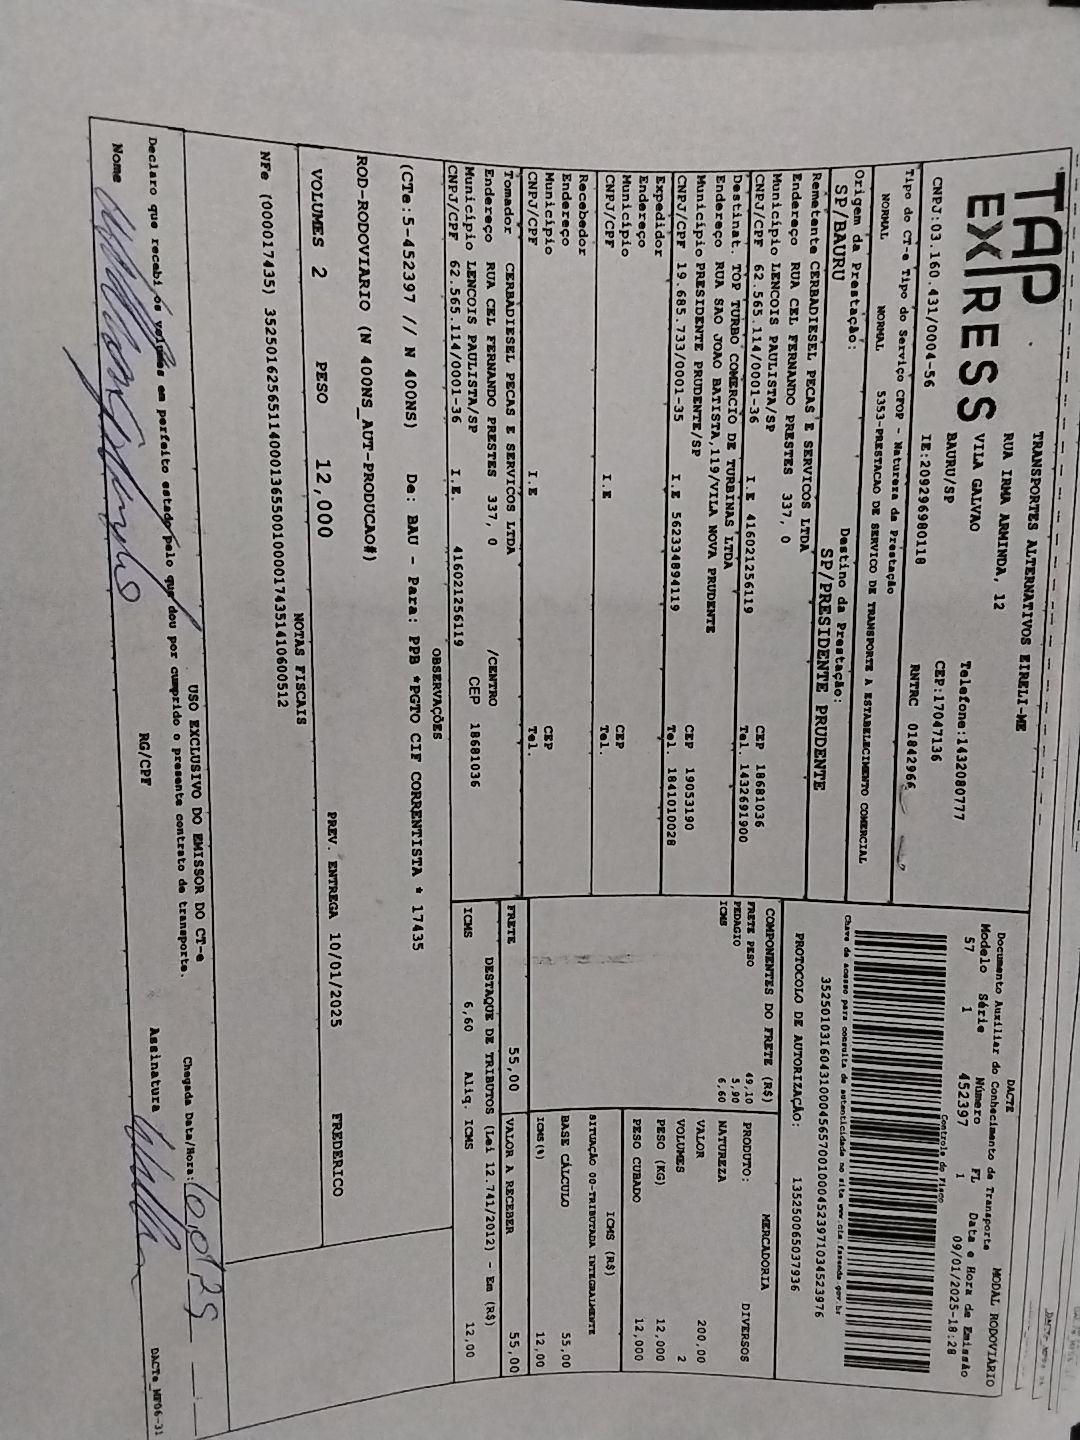 TAP
EXPRESS
TRANSPORTES ALTERNATIVOS EIRELI-ME
RUA IRMA ARMINDA, 12
VILA GALVAO
BAURU/SP
Telefone:1432080777
CEP:17047136
CNPJ:03.160.431/0004-56 IE:209296980118 RNTRC 01842966
Tipo do CT-e Tipo do Serviço CFOP - Natureza da Prestação
NORMAL NORMAL 5353-PRESTACAO DE SERVICO DE TRANSPORTE A ESTABELECIMENTO COMERCIAL
Origem da Prestação: Destino da Prestação:
SP/BAURU SP/PRESIDENTE PRUDENTE
Remetente CERBADIESEL PECAS E SERVICOS LTDA
Endereço RUA CEL FERNANDO PRESTES 337, 0
Município LENCOIS PAULISTA/SP CEP 18681036
CNPJ/CPF 62.565.114/0001-36 I.E 416021256119 Tel. 1432691900
Destinat. TOP TURBO COMERCIO DE TURBINAS LTDA
Endereço RUA SAO JOAO BATISTA,119/VILA NOVA PRUDENTE
Município PRESIDENTE PRUDENTE/SP CEP 19053190
CNPJ/CPF 19.685.733/0001-35 I.E 562334894119 Tel. 1841010028
Expedidor
Endereço
Município CEP
CNPJ/CPF I.E Tel.
Recebedor
Endereço
Município CEP
CNPJ/CPF I.E Tel.
Tomador CERBADIESEL PECAS E SERVICOS LTDA
Endereço RUA CEL FERNANDO PRESTES 337, 0 /CENTRO
Município LENCOIS PAULISTA/SP CEP 18681036
CNPJ/CPF 62.565.114/0001-36 I.E. 416021256119
DACTE MODAL RODOVIÁRIO
Documento Auxiliar do Conhecimento de Transporte
Modelo Série Número FL Data e Hora de Emissão
57 1 452397 1 09/01/2025-18:28
Controle do Fisco
Chave de acesso para consulta de autenticidade no site www.cte.fazenda.gov.br
35250103160431000456570010004523971034523976
PROTOCOLO DE AUTORIZAÇÃO: 135250065037936
COMPONENTES DO FRETE (R$)
FRETE PESO 49,10
PEDAGIO 5,90
ICMS 6,60
MERCADORIA
PRODUTO: DIVERSOS
NATUREZA
VALOR 200,00
VOLUMES 2
PESO (KG) 12,000
PESO CUBADO 12,000
ICMS (R$)
SITUAÇÃO 00-TRIBUTADA INTEGRALMENTE
BASE CÁLCULO 55,00
ICMS(%) 12,00
FRETE 55,00 VALOR A RECEBER 55,00
DESTAQUE DE TRIBUTOS (Lei 12.741/2012) - Em (R$)
ICMS 6,60 Aliq. ICMS 12,00
OBSERVAÇÕES
(CTe:5-452397 // N 400NS) De: BAU - Para: PPB *PGTO CIF CORRENTISTA * 17435
ROD-RODOVIARIO (N 400NS_AUT-PRODUCAO#)
VOLUMES 2 PESO 12,000 PREV. ENTREGA 10/01/2025 FREDERICO
NOTAS FISCAIS
NFe (000017435) 35250162565114000136550010000174351410600512
USO EXCLUSIVO DO EMISSOR DO CT-e
Declaro que recebi os volumes em perfeito estado pelo que dou por cumprido o presente contrato de transporte. Chegada Data/Hora:
Nome RG/CPF Assinatura
DACTe_MF06-31